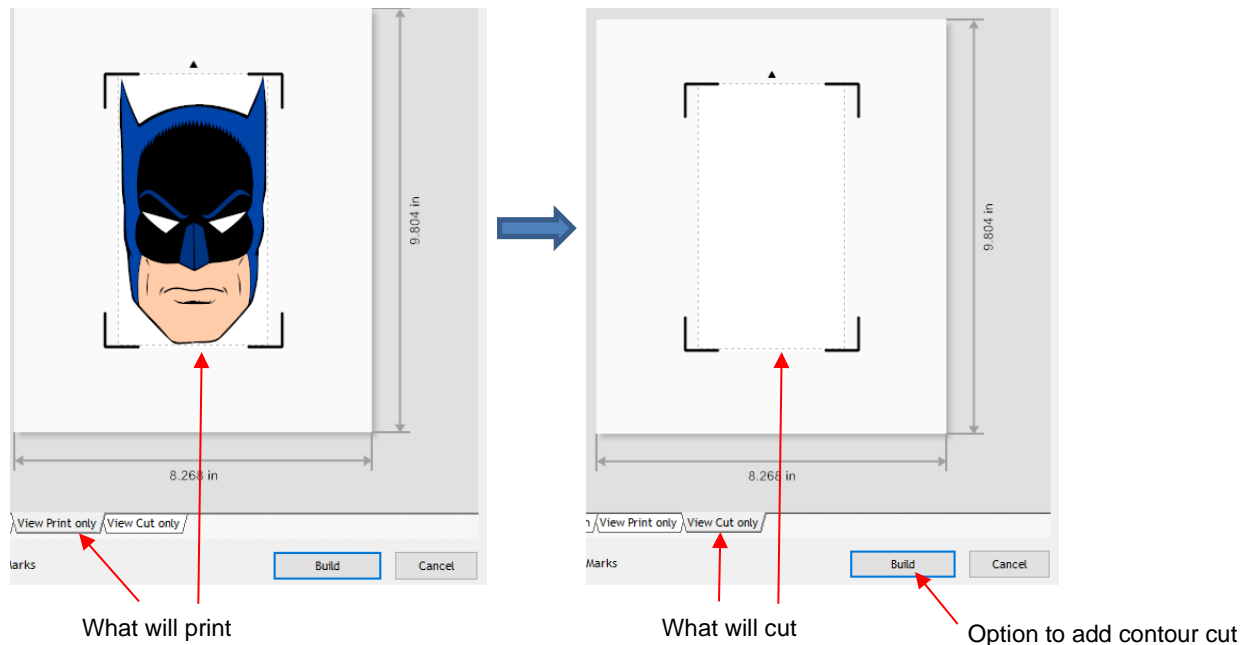 9.804 in
8.268 in
View Print only View Cut only
Marks
Build
Cancel
What will print
9.804 in
8.268 in
View Print only View Cut only
Marks
Build
Cancel
What will cut
Option to add contour cut